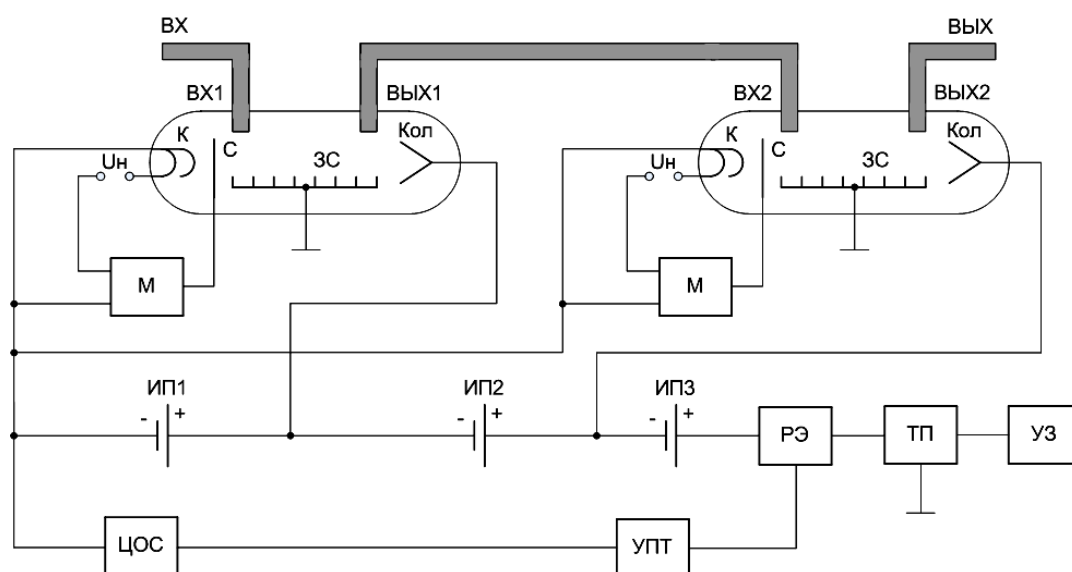 ВХ
ВЫХ
ВХ1
ВЫХ1
ВХ2
ВЫХ2
К
С
ЗС
Кол
К
С
ЗС
Кол
Uн
Uн
М
М
ИП1
ИП2
ИП3
- +
- +
- +
РЭ
ТП
УЗ
ЦОС
УПТ